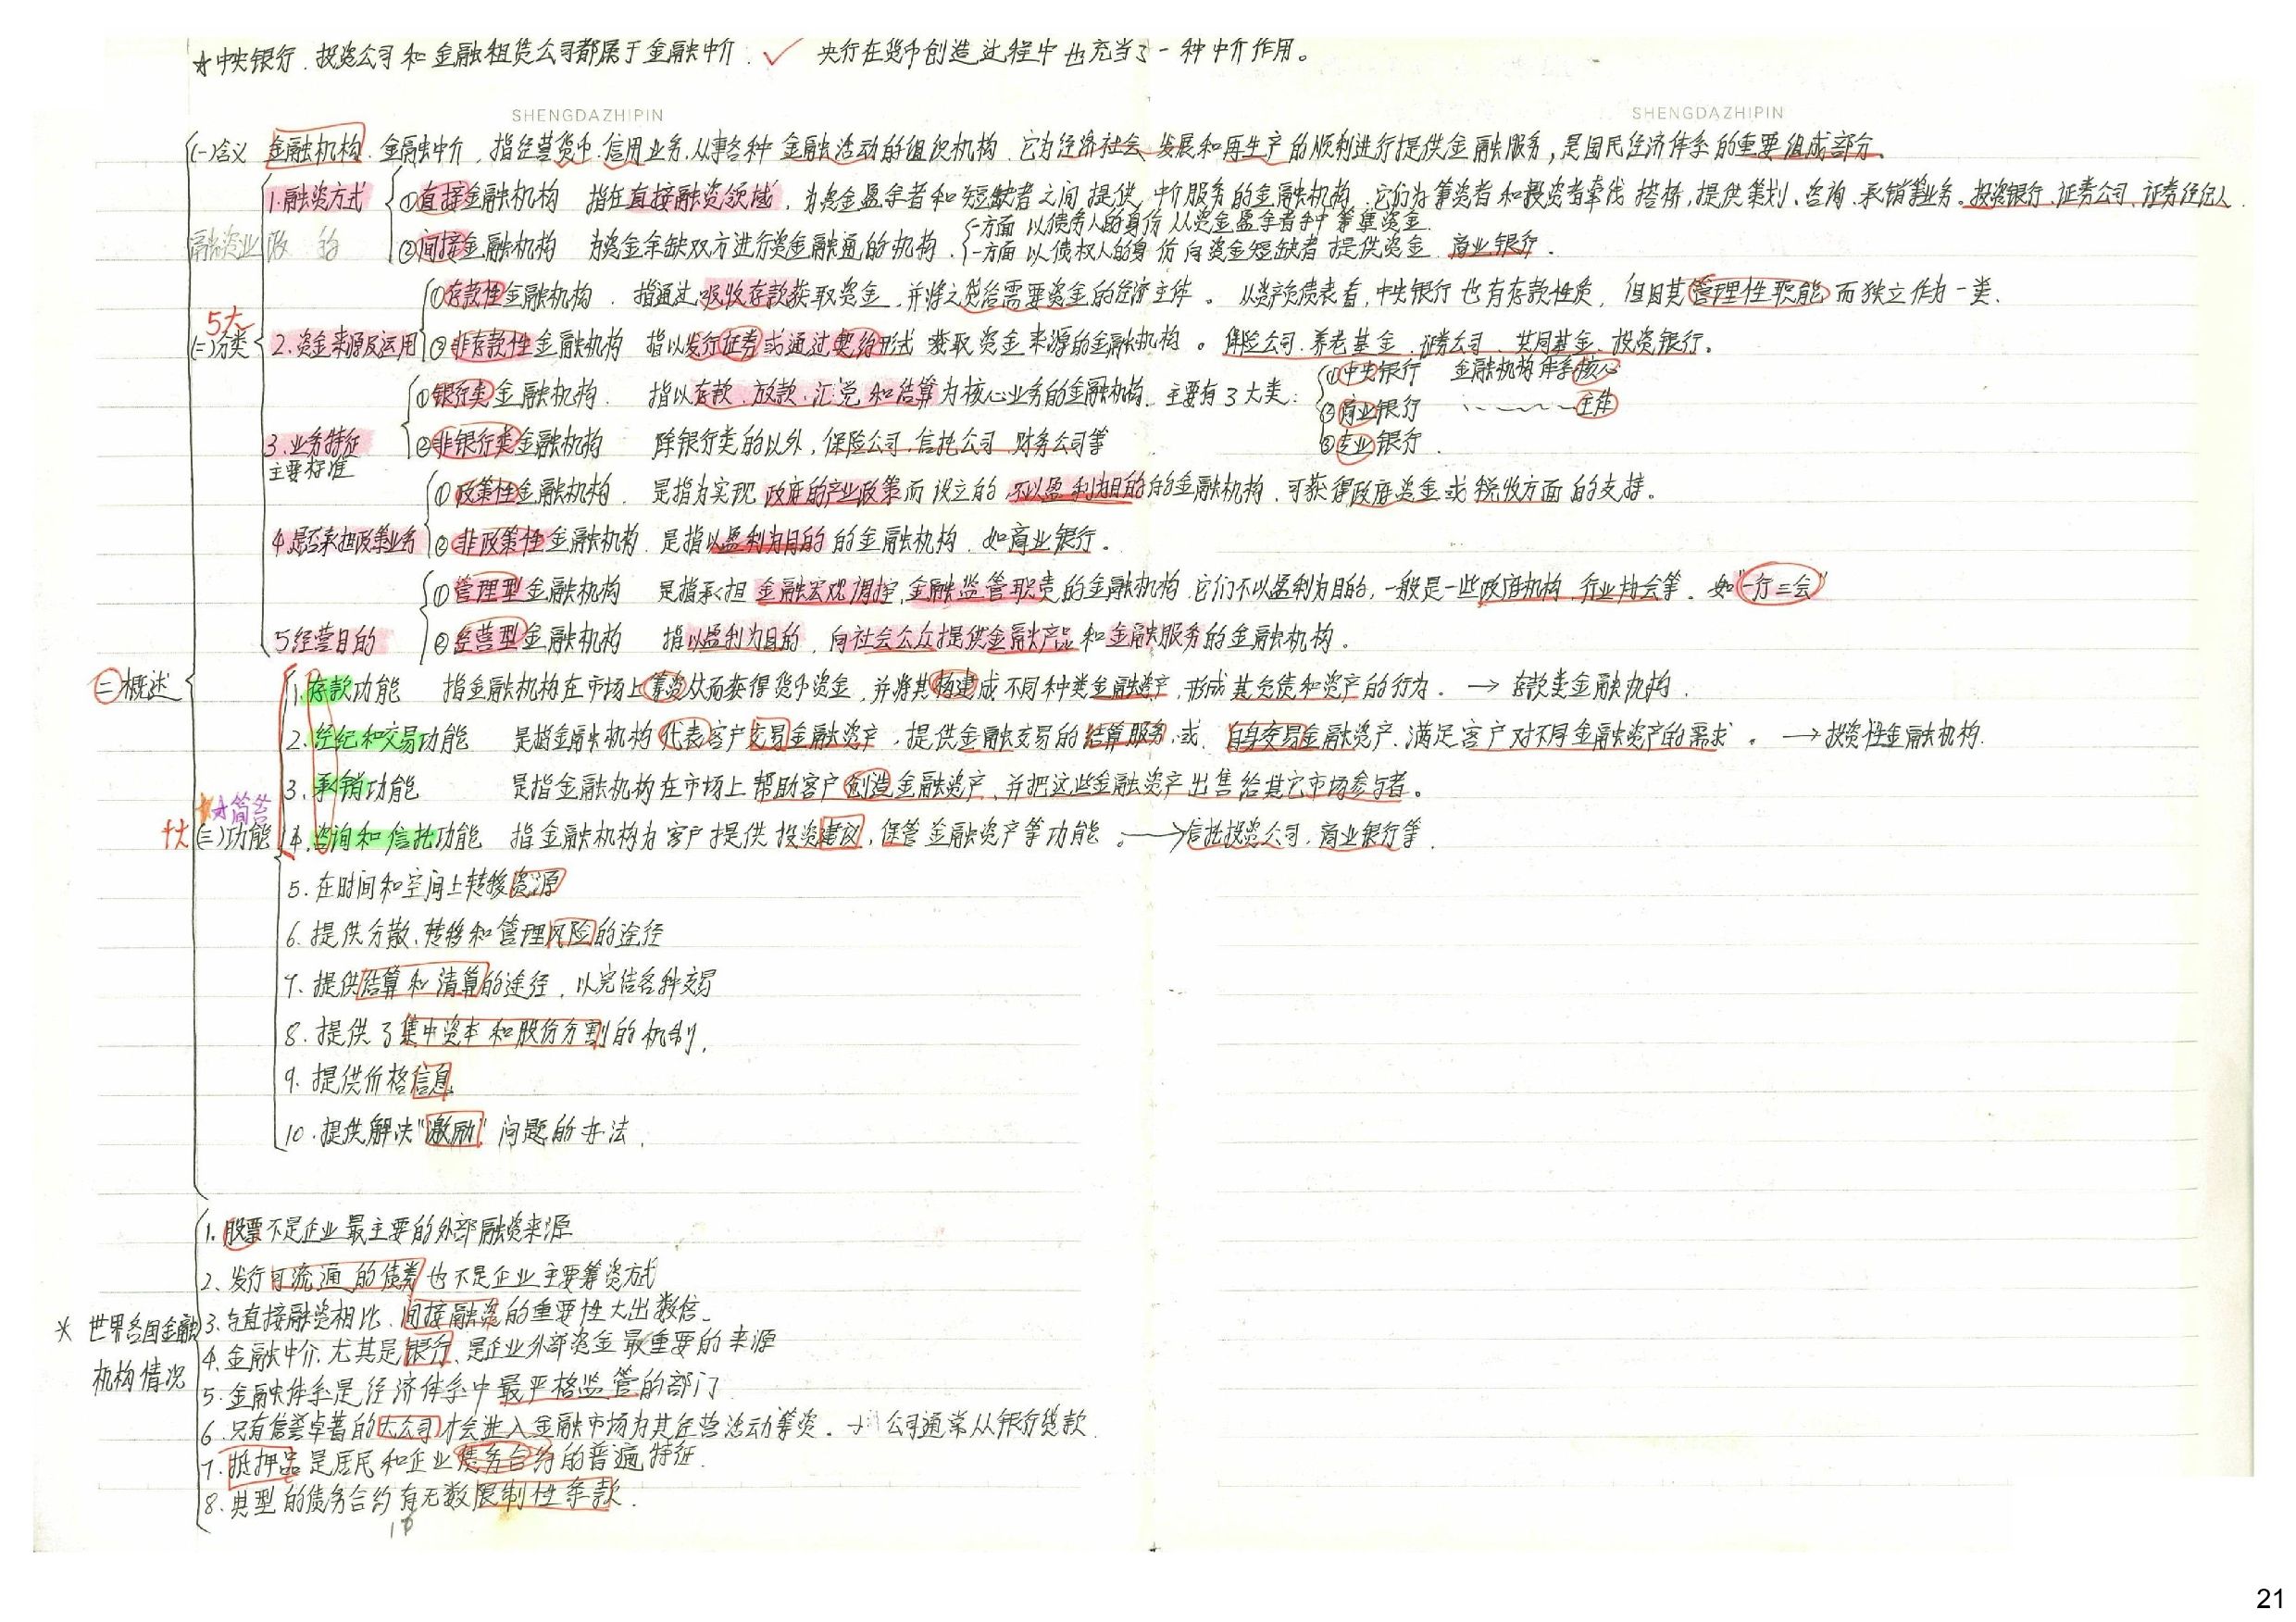 ☆中央银行、投资公司和金融租赁公司都属于金融中介. ✓ 央行在货币创造过程中也充当了一种中介作用。
SHENGDAZHIPIN SHENGDAZHIPIN
(一)含义 金融机构、金融中介,指经营货币、信用业务,从事各种金融活动的组织机构.它为经济社会发展和再生产的顺利进行提供金融服务,是国民经济体系的重要组成部分。
1.融资方式
①直接金融机构 指在直接融资领域,为资金盈余者和短缺者之间提供中介服务的金融机构.它们为筹资者和投资者牵线搭桥,提供策划、咨询、承销等业务。投资银行、证券公司、证券经纪人.
②间接金融机构 为资金余缺双方进行资金融通的机构.
一方面以债务人的身份从资金盈余者手中筹集资金.
一方面以债权人的身份向资金短缺者提供资金 商业银行.
5大
(二)分类
2.资金来源及运用
①存款性金融机构. 指通过吸收存款获取资金,并将之贷给需要资金的经济主体。从资产负债表看,中央银行也有存款性质,但因其管理性职能而独立作为一类.
②非存款性金融机构 指以发行证券或通过契约形式获取资金来源的金融机构。保险公司、养老基金、证券公司、共同基金、投资银行。
3.业务特征
主要标准
①银行类金融机构. 指以存款、放款、汇兑和结算为核心业务的金融机构.主要有3大类:
①中央银行 金融机构体系核心
②商业银行 ﹋﹋ 主体
③专业银行.
②非银行类金融机构 除银行类的以外,保险公司、信托公司、财务公司等
4.是否承担政策业务
①政策性金融机构. 是指为实现政府的产业政策而设立的不以盈利为目的的金融机构.可获得政府资金或税收方面的支持。
②非政策性金融机构.是指以盈利为目的的金融机构.如商业银行。
5经营目的
①管理型金融机构 是指承担金融宏观调控、金融监管职责的金融机构.它们不以盈利为目的,一般是一些政府机构、行业协会等。如"一行三会"
②经营型金融机构 指以盈利为目的,向社会公众提供金融产品和金融服务的金融机构。
㊁概述
☆简答
十大(三)功能
1.存款功能 指金融机构在市场上筹资从而获得货币资金,并将其构建成不同种类金融资产,形成其负债和资产的行为. → 存款类金融机构.
2.经纪和交易功能 是指金融机构代表客户交易金融资产,提供金融交易的结算服务,或自身交易金融资产、满足客户对不同金融资产的需求。→投资性金融机构.
3.承销功能 是指金融机构在市场上帮助客户创造金融资产、并把这些金融资产出售给其它市场参与者。
4.咨询和信托功能 指金融机构为客户提供投资建议,保管金融资产等功能。→信托投资公司,商业银行等.
5.在时间和空间上转移资源
6.提供分散、转移和管理风险的途径
7.提供结算和清算的途径,以完结各种交易
8.提供了集中资本和股份分割的机制.
9.提供价格信息
10.提供解决"激励"问题的办法.
* 世界各国金融机构情况
1.股票不是企业最主要的外部融资来源
2.发行可流通的债券也不是企业主要筹资方式
3.与直接融资相比,间接融资的重要性大出数倍.
4.金融中介,尤其是银行,是企业外部资金最重要的来源
5.金融体系是经济体系中最严格监管的部门
6.只有信誉卓著的大公司才会进入金融市场为其经营活动筹资.→小公司通常从银行贷款.
7.抵押品是居民和企业债务合约的普遍特征.
8.典型的债务合约有无数限制性条款.
21